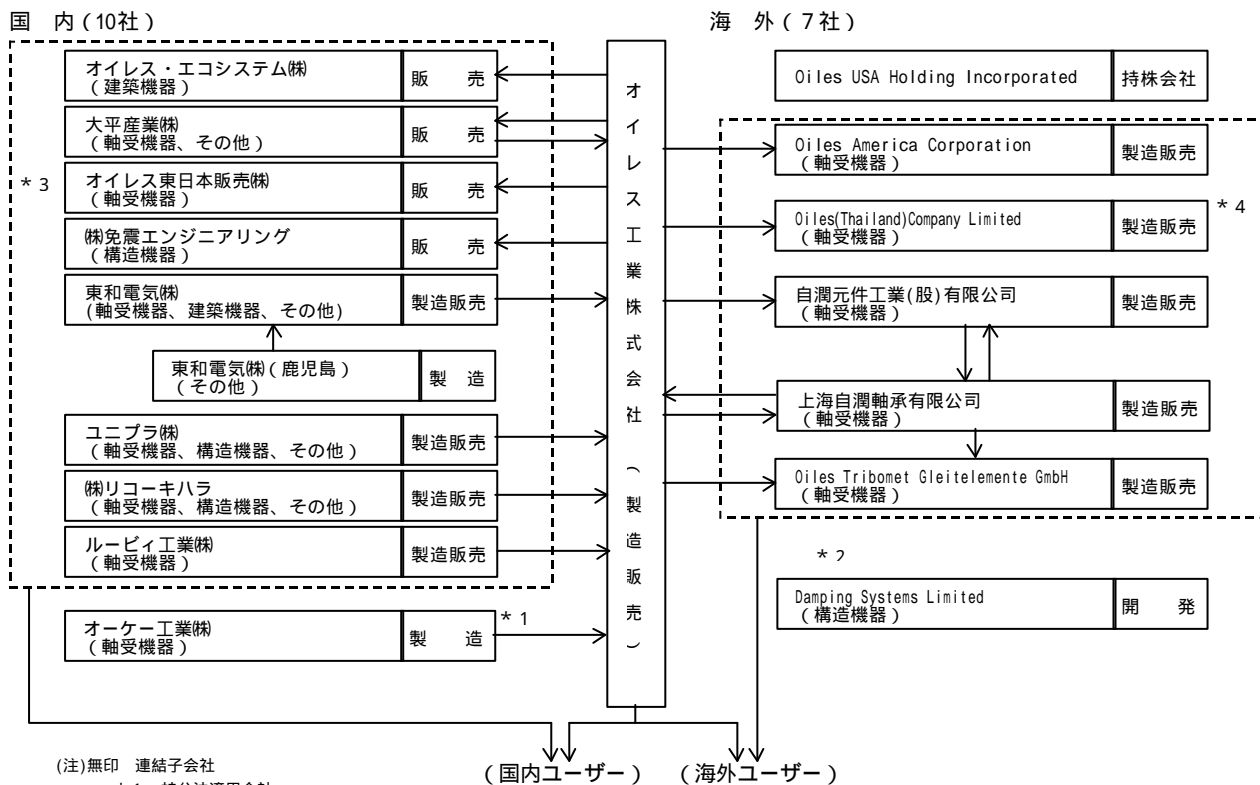 国 内(10社)
オイレス・エコシステム㈱
(建築機器)
販 売
大平産業㈱
(軸受機器、その他)
販 売
*3
オイレス東日本販売㈱
(軸受機器)
販 売
㈱免震エンジニアリング
(構造機器)
販 売
東和電気㈱
(軸受機器、建築機器、その他)
製造販売
東和電気㈱(鹿児島)
(その他)
製 造
ユニプラ㈱
(軸受機器、構造機器、その他)
製造販売
㈱リコーキハラ
(軸受機器、構造機器、その他)
製造販売
ルービィ工業㈱
(軸受機器)
製造販売
オーケー工業㈱
(軸受機器)
製 造
*1
オイレス工業株式会社(製造販売)
海 外(7社)
Oiles USA Holding Incorporated
持株会社
Oiles America Corporation
(軸受機器)
製造販売
Oiles(Thailand)Company Limited
(軸受機器)
製造販売
*4
自潤元件工業(股)有限公司
(軸受機器)
製造販売
上海自潤軸承有限公司
(軸受機器)
製造販売
Oiles Tribomet Gleitelemente GmbH
(軸受機器)
製造販売
*2
Damping Systems Limited
(構造機器)
開 発
(国内ユーザー)
(海外ユーザー)
(注)無印 連結子会社